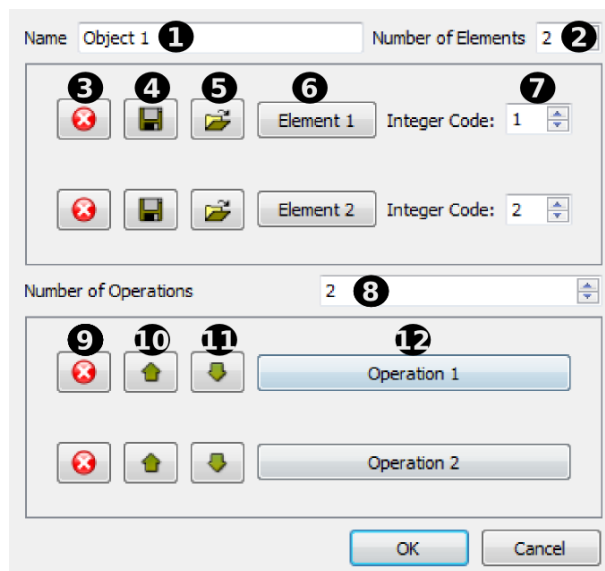 Name Object 1 1 Number of Elements 2 2
3 4 5 6 7
Element 1 Integer Code: 1
Element 2 Integer Code: 2
Number of Operations 2 8
9 10 11 12
Operation 1
Operation 2
OK Cancel